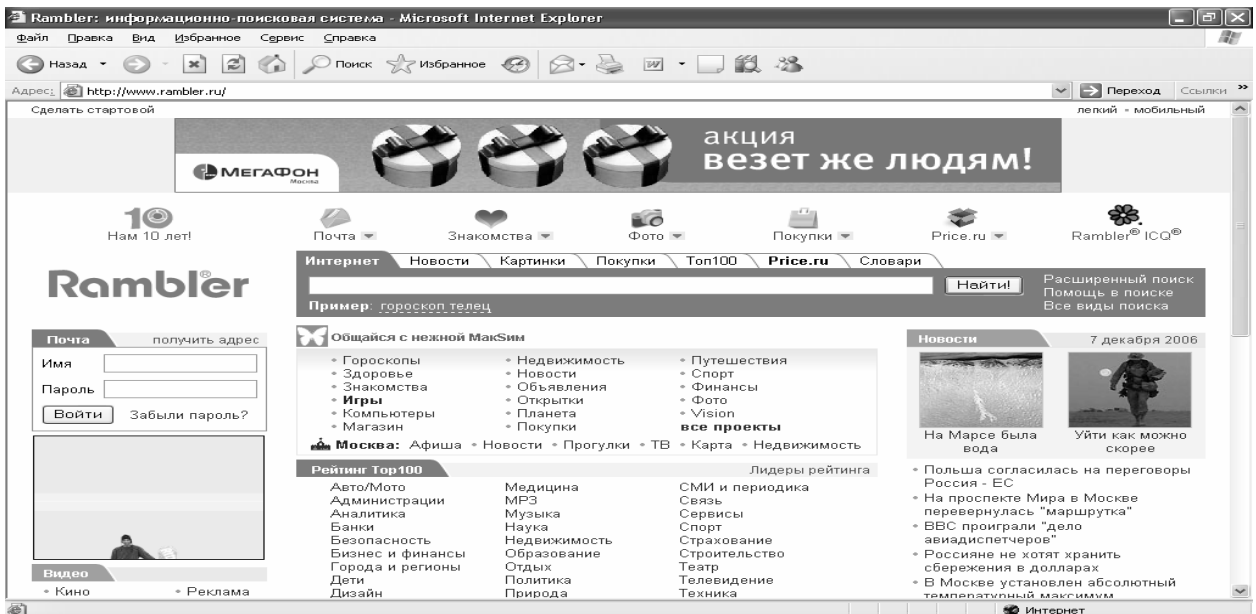 Rambler: информационно-поисковая система - Microsoft Internet Explorer
Файл Правка Вид Избранное Сервис Справка
Назад Поиск Избранное
Адрес: http://www.rambler.ru/ Переход Ссылки »
Сделать стартовой легкий - мобильный
МЕГАФОН
Москва
акция
везет же людям!
10
Нам 10 лет! Почта Знакомства Фото Покупки Price.ru Rambler® ICQ®
Rambler®
Интернет Новости Картинки Покупки Топ100 Price.ru Словари
Найти!
Пример: гороскоп телец
Расширенный поиск
Помощь в поиске
Все виды поиска
Почта получить адрес
Имя
Пароль
Войти Забыли пароль?
Видео
• Кино • Реклама
Общайся с нежной МакSим
• Гороскопы • Недвижимость • Путешествия
• Здоровье • Новости • Спорт
• Знакомства • Объявления • Финансы
• Игры • Открытки • Фото
• Компьютеры • Планета • Vision
• Магазин • Покупки все проекты
Москва: Афиша • Новости • Прогулки • ТВ • Карта • Недвижимость
Рейтинг Top100 Лидеры рейтинга
Авто/Мото Медицина СМИ и периодика
Администрации MP3 Связь
Аналитика Музыка Сервисы
Банки Наука Спорт
Безопасность Недвижимость Страхование
Бизнес и финансы Образование Строительство
Города и регионы Отдых Театр
Дети Политика Телевидение
Дизайн Природа Техника
Новости 7 декабря 2006
На Марсе была
вода
Уйти как можно
скорее
• Польша согласилась на переговоры
Россия - ЕС
• На проспекте Мира в Москве
перевернулась "маршрутка"
• ВВС проиграли "дело
авиадиспетчеров"
• Россияне не хотят хранить
сбережения в долларах
• В Москве установлен абсолютный
температурный максимум
Интернет